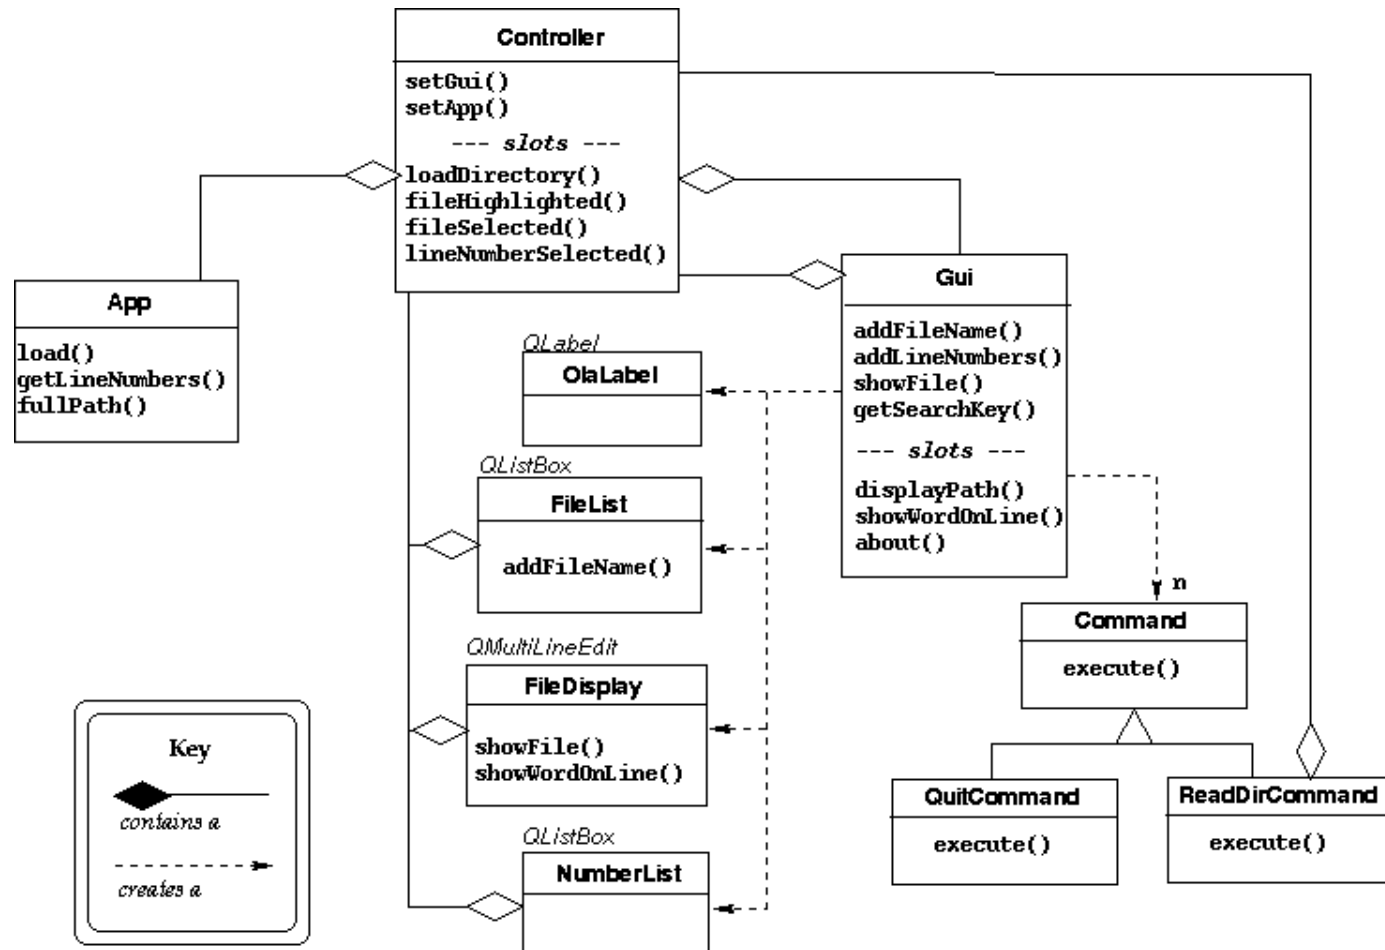 Controller
setGui()
setApp()
--- slots ---
loadDirectory()
fileHighlighted()
fileSelected()
lineNumberSelected()
App
load()
getLineNumbers()
fullPath()
Gui
addFileName()
addLineNumbers()
showFile()
getSearchKey()
--- slots ---
displayPath()
showWordOnLine()
about()
QLabel
OlaLabel
QListBox
FileList
addFileName()
QMultiLineEdit
FileDisplay
showFile()
showWordOnLine()
QListBox
NumberList
n
Command
execute()
QuitCommand
execute()
ReadDirCommand
execute()
Key
contains a
creates a